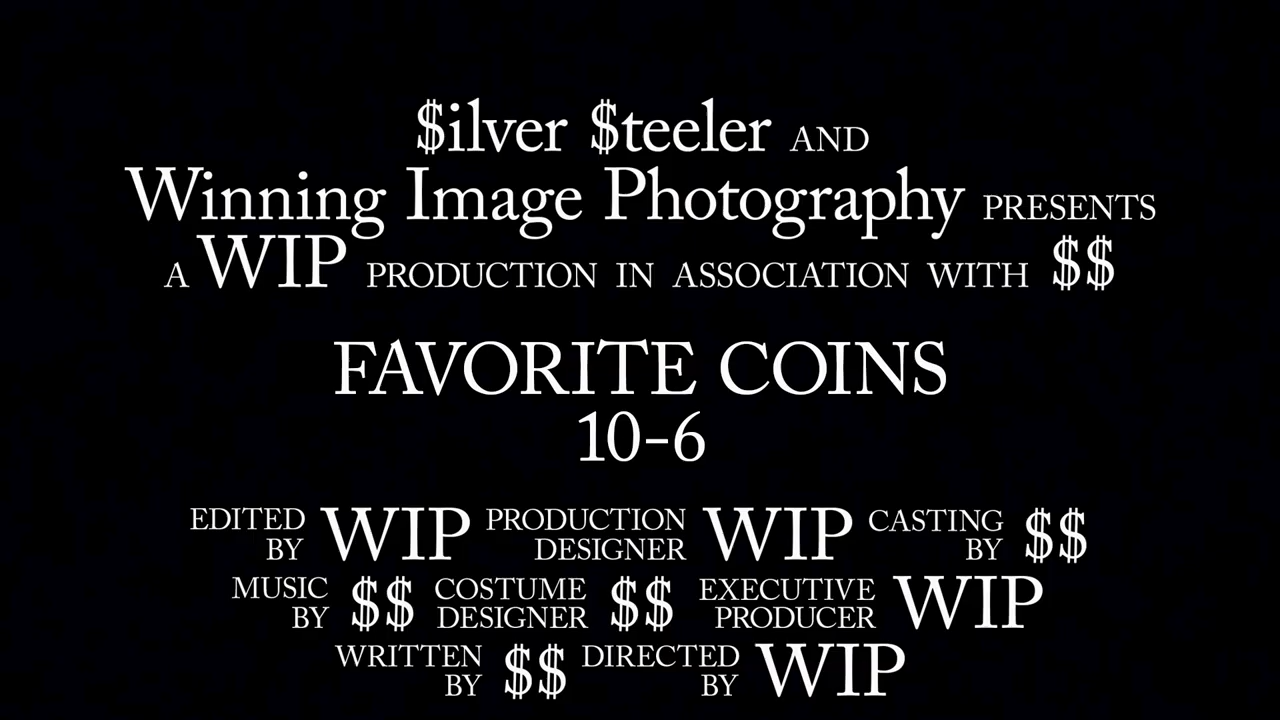 $ilver $teeler AND
Winning Image Photography PRESENTS
A WIP PRODUCTION IN ASSOCIATION WITH $$
FAVORITE COINS
10-6
EDITED BY WIP PRODUCTION DESIGNER WIP CASTING BY $$
MUSIC BY $$ COSTUME DESIGNER $$ EXECUTIVE PRODUCER WIP
WRITTEN BY $$ DIRECTED BY WIP